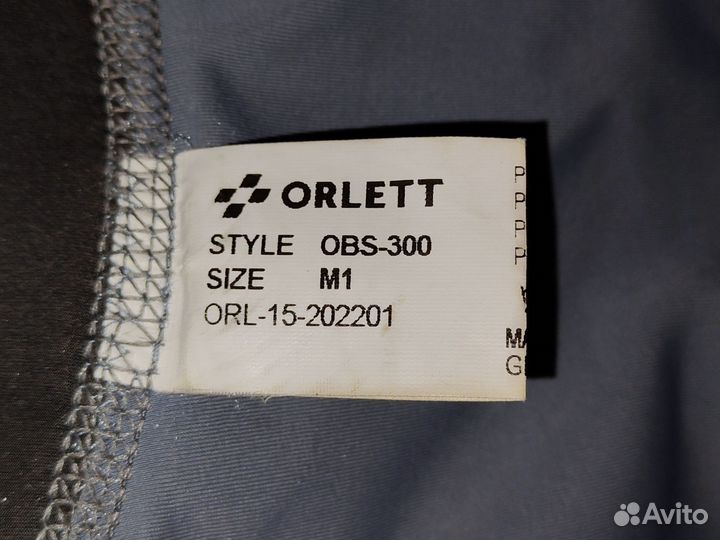 ORLETT
STYLE OBS-300
SIZE M1
ORL-15-202201
P
P
P
P
Avito